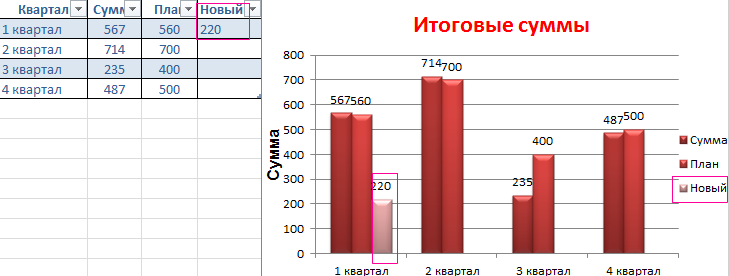 Квартал Сумм План Новый
1 квартал 567 560 220
2 квартал 714 700
3 квартал 235 400
4 квартал 487 500
Итоговые суммы
Сумма
800
700
600
500
400
300
200
100
0
567 560 220
714 700
235 400
487 500
1 квартал 2 квартал 3 квартал 4 квартал
Сумма
План
Новый